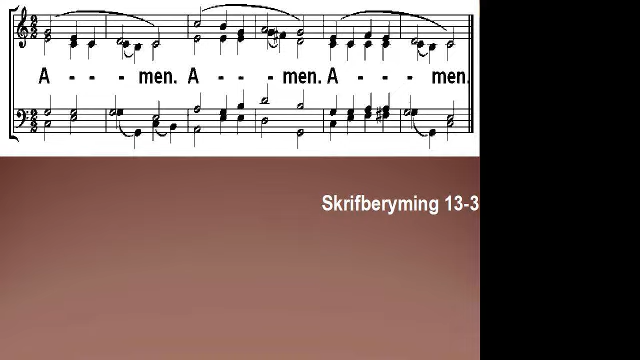 A - - - men. A - - - men. A - - - men.
Skrifberyming 13-3